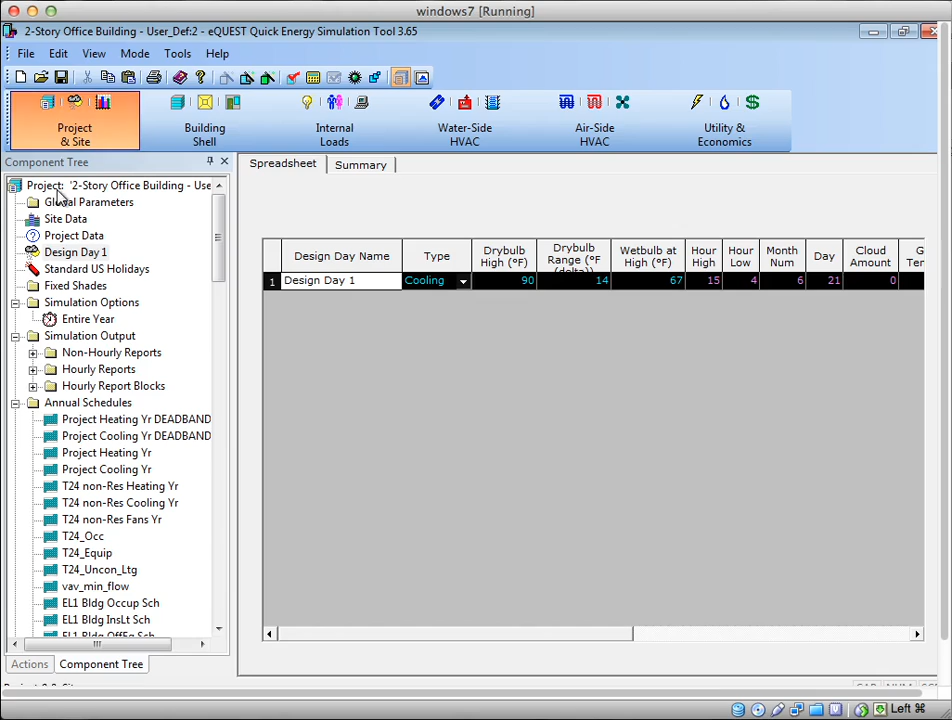 windows7 [Running]
2-Story Office Building - User_Def:2 - eQUEST Quick Energy Simulation Tool 3.65
File Edit View Mode Tools Help
Project & Site
Building Shell
Internal Loads
Water-Side HVAC
Air-Side HVAC
Utility & Economics
Component Tree
Spreadsheet Summary
Project: '2-Story Office Building - Use
Global Parameters
Site Data
Project Data
Design Day 1
Standard US Holidays
Fixed Shades
Simulation Options
Entire Year
Simulation Output
Non-Hourly Reports
Hourly Reports
Hourly Report Blocks
Annual Schedules
Project Heating Yr DEADBAND
Project Cooling Yr DEADBAND
Project Heating Yr
Project Cooling Yr
T24 non-Res Heating Yr
T24 non-Res Cooling Yr
T24 non-Res Fans Yr
T24_Occ
T24_Equip
T24_Uncon_Ltg
vav_min_flow
EL1 Bldg Occup Sch
EL1 Bldg InsLt Sch
EL1 Bldg OffEq Sch
Design Day Name Type Drybulb High (°F) Drybulb Range (°F (delta)) Wetbulb at High (°F) Hour High Hour Low Month Num Day Cloud Amount
1 Design Day 1 Cooling 90 14 67 15 4 6 21 0
Actions Component Tree
Left ⌘